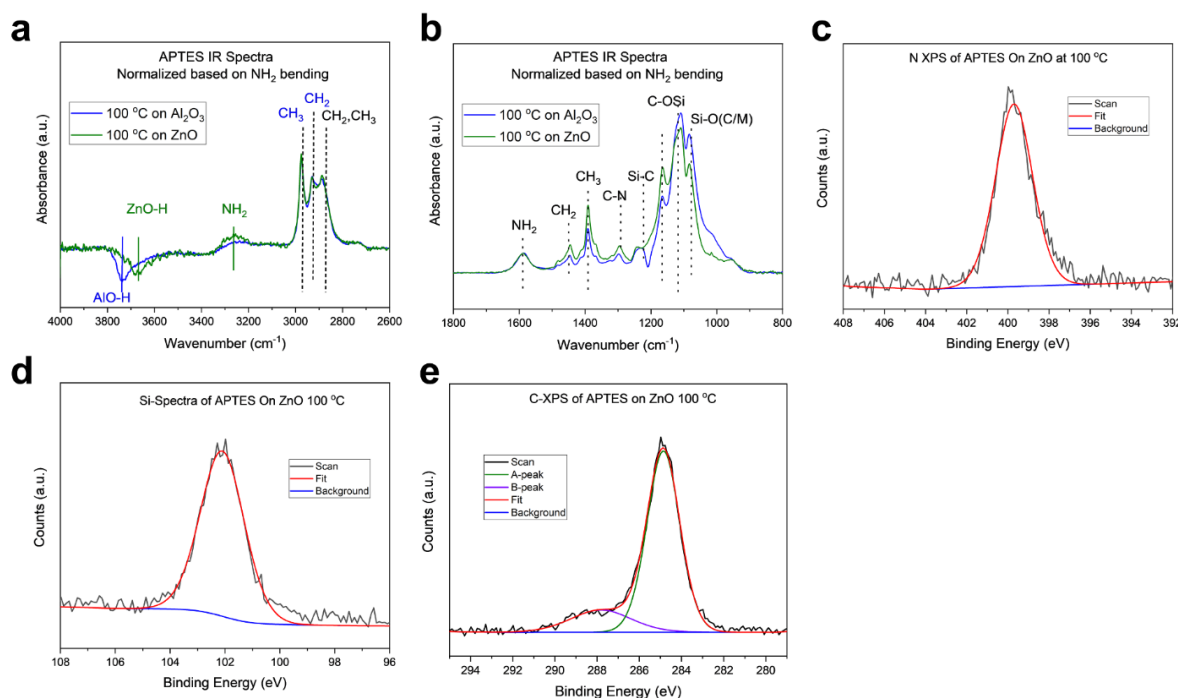 a
APTES IR Spectra
Normalized based on NH₂ bending
100 °C on Al₂O₃
100 °C on ZnO
CH₃
CH₂
CH₂,CH₃
ZnO-H
NH₂
AlO-H
Absorbance (a.u.)
4000 3800 3600 3400 3200 3000 2800 2600
Wavenumber (cm⁻¹)
b
APTES IR Spectra
Normalized based on NH₂ bending
100 °C on Al₂O₃
100 °C on ZnO
C-OSi
Si-O(C/M)
Si-C
CH₃
C-N
CH₂
NH₂
Absorbance (a.u.)
1800 1600 1400 1200 1000 800
Wavenumber (cm⁻¹)
c
N XPS of APTES On ZnO at 100 °C
Scan
Fit
Background
Counts (a.u.)
408 406 404 402 400 398 396 394 392
Binding Energy (eV)
d
Si-Spectra of APTES On ZnO 100 °C
Scan
Fit
Background
Counts (a.u.)
108 106 104 102 100 98 96
Binding Energy (eV)
e
C-XPS of APTES on ZnO 100 °C
Scan
A-peak
B-peak
Fit
Background
Counts (a.u.)
294 292 290 288 286 284 282 280
Binding Energy (eV)